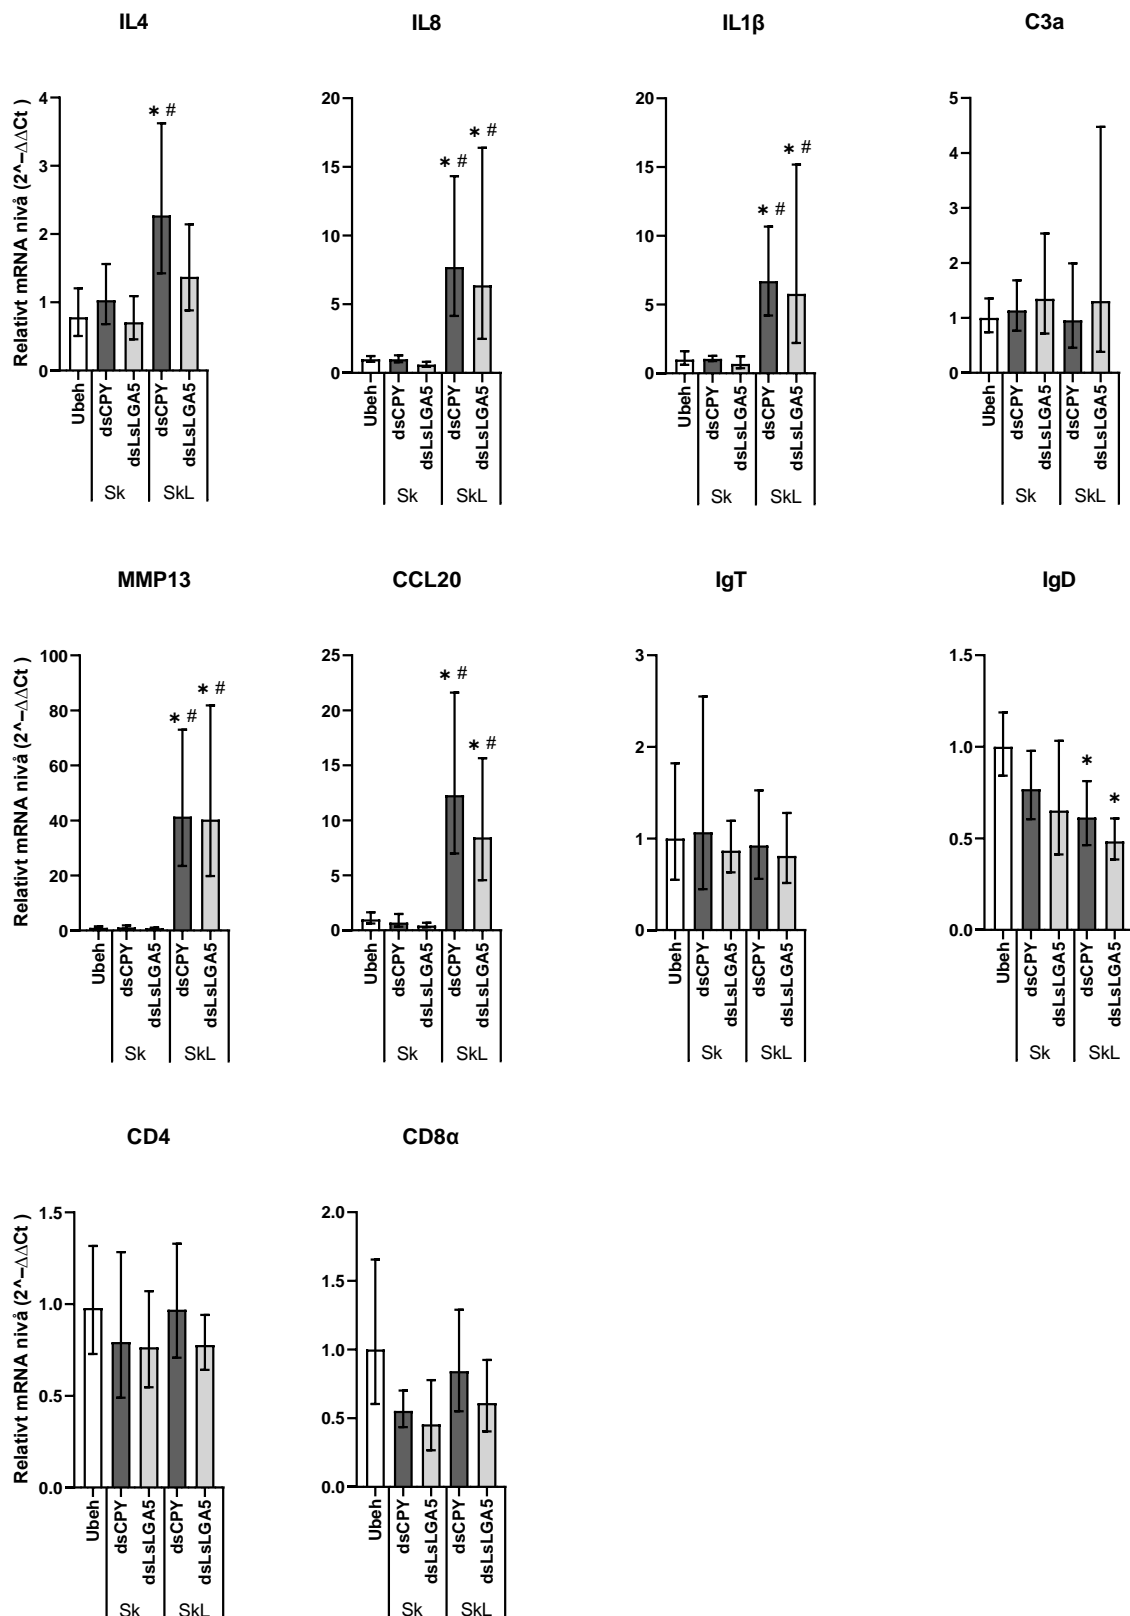 IL4
IL8
IL1β
C3a
Relativt mRNA nivå (2^−ΔΔCt )
4
3
2
1
0
* #
Ubeh
dsCPY
dsLsLGA5
dsCPY
dsLsLGA5
Sk
SkL
20
15
10
5
0
* #
* #
Ubeh
dsCPY
dsLsLGA5
dsCPY
dsLsLGA5
Sk
SkL
20
15
10
5
0
* #
* #
Ubeh
dsCPY
dsLsLGA5
dsCPY
dsLsLGA5
Sk
SkL
5
4
3
2
1
0
Ubeh
dsCPY
dsLsLGA5
dsCPY
dsLsLGA5
Sk
SkL
MMP13
CCL20
IgT
IgD
Relativt mRNA nivå (2^−ΔΔCt )
100
80
60
40
20
0
* #
* #
Ubeh
dsCPY
dsLsLGA5
dsCPY
dsLsLGA5
Sk
SkL
25
20
15
10
5
0
* #
* #
Ubeh
dsCPY
dsLsLGA5
dsCPY
dsLsLGA5
Sk
SkL
3
2
1
0
Ubeh
dsCPY
dsLsLGA5
dsCPY
dsLsLGA5
Sk
SkL
1.5
1.0
0.5
0.0
*
*
Ubeh
dsCPY
dsLsLGA5
dsCPY
dsLsLGA5
Sk
SkL
CD4
CD8α
Relativt mRNA nivå (2^−ΔΔCt )
1.5
1.0
0.5
0.0
Ubeh
dsCPY
dsLsLGA5
dsCPY
dsLsLGA5
Sk
SkL
2.0
1.5
1.0
0.5
0.0
Ubeh
dsCPY
dsLsLGA5
dsCPY
dsLsLGA5
Sk
SkL